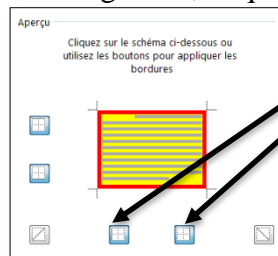 Aperçu
Cliquez sur le schéma ci-dessous ou
utilisez les boutons pour appliquer les
bordures